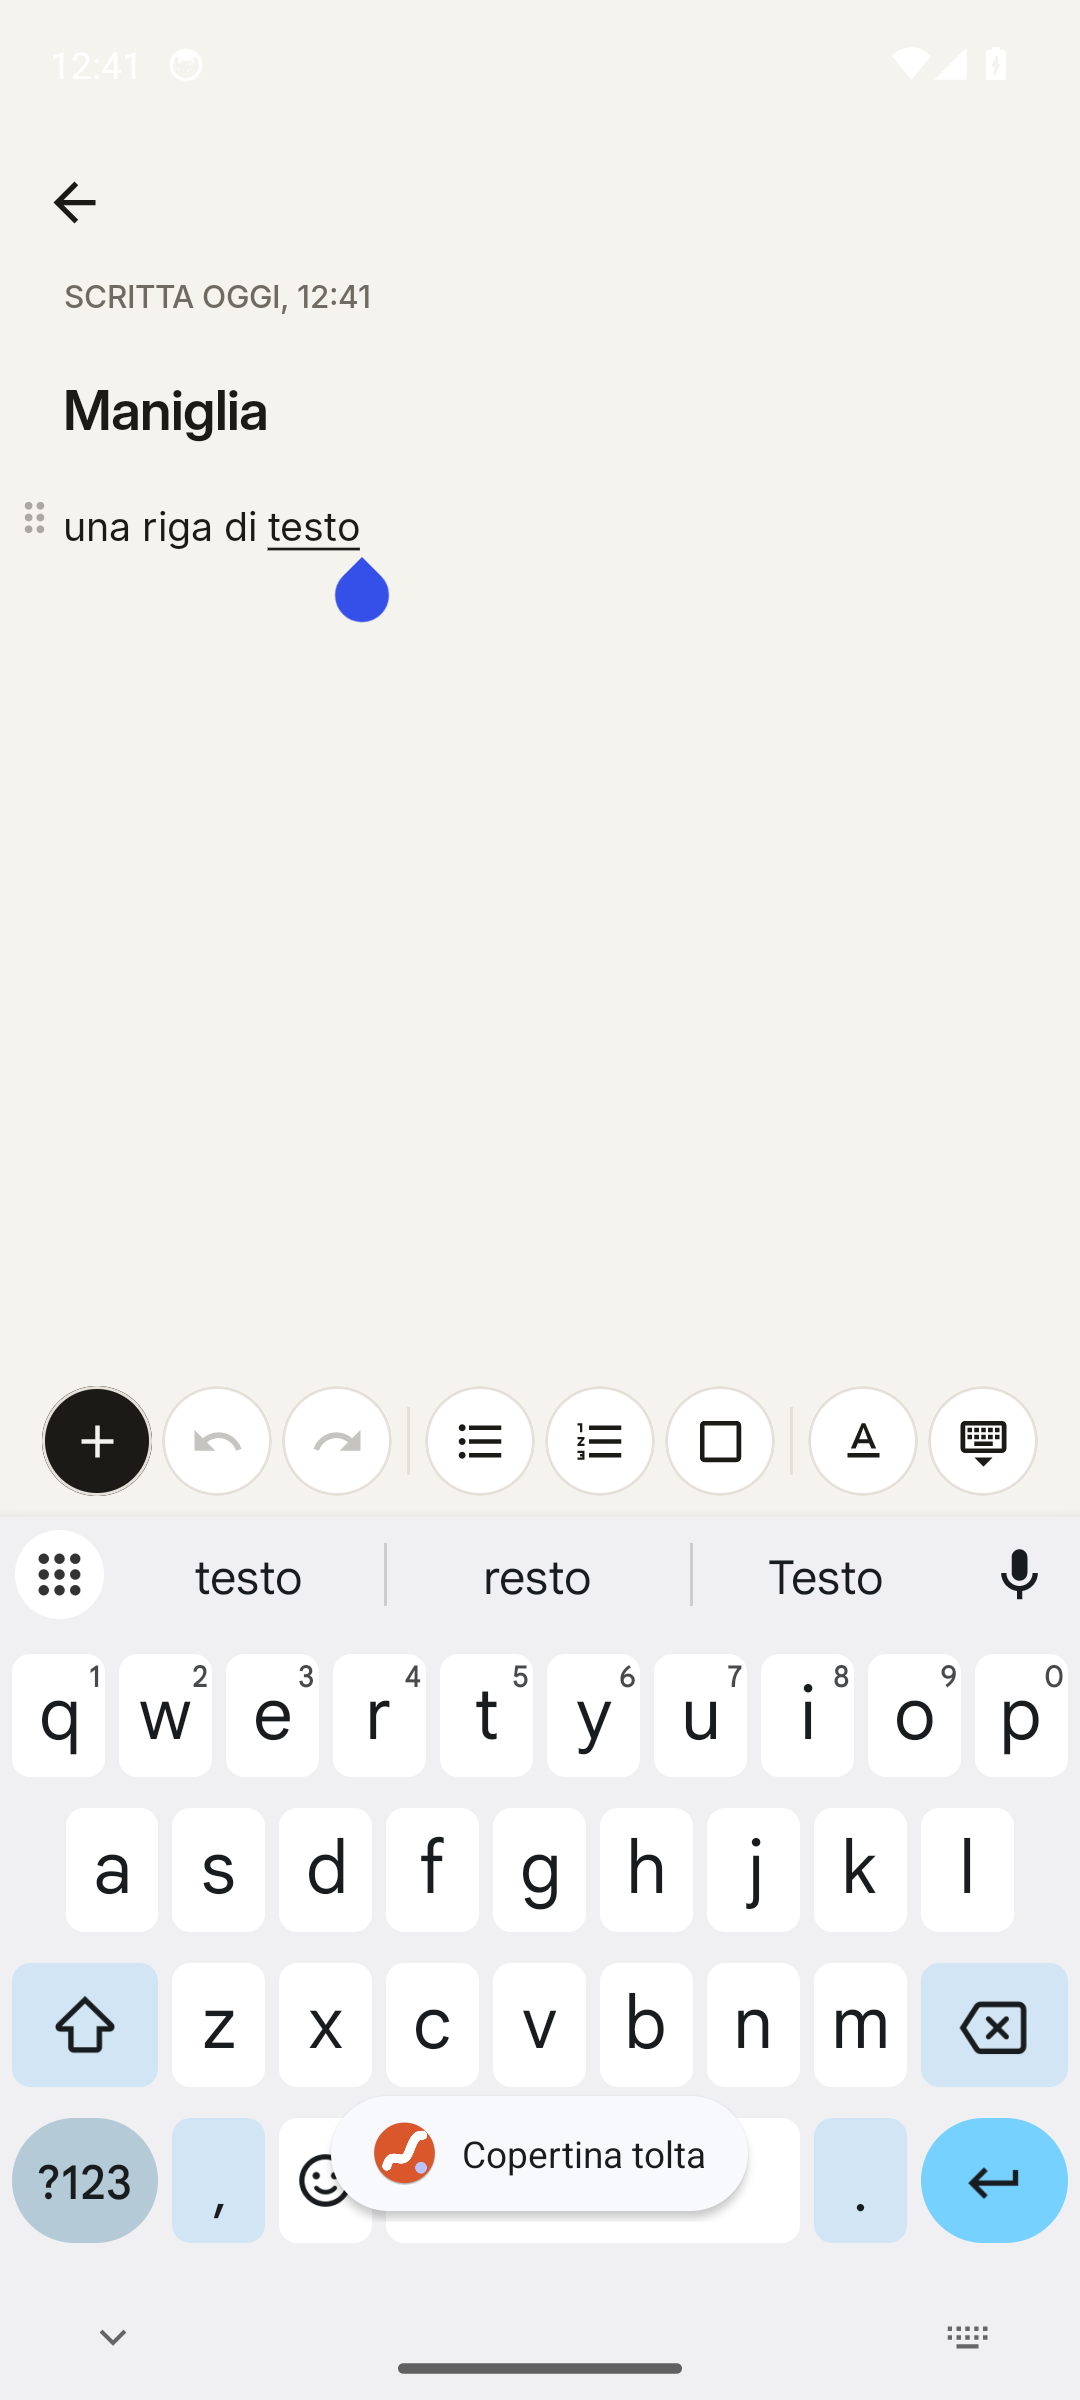 12:41
SCRITTA OGGI, 12:41
Maniglia
una riga di testo
testo resto Testo
q 1 w 2 e 3 r 4 t 5 y 6 u 7 i 8 o 9 p 0
a s d f g h j k l
z x c v b n m
?123 , .
Copertina tolta